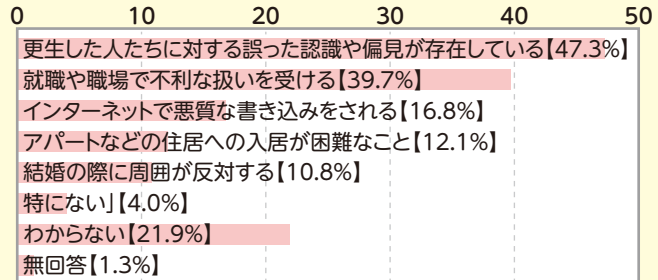 0 10 20 30 40 50
更生した人たちに対する誤った認識や偏見が存在している【47.3%】
就職や職場で不利な扱いを受ける【39.7%】
インターネットで悪質な書き込みをされる【16.8%】
アパートなどの住居への入居が困難なこと【12.1%】
結婚の際に周囲が反対する【10.8%】
特にない」【4.0%】
わからない【21.9%】
無回答【1.3%】